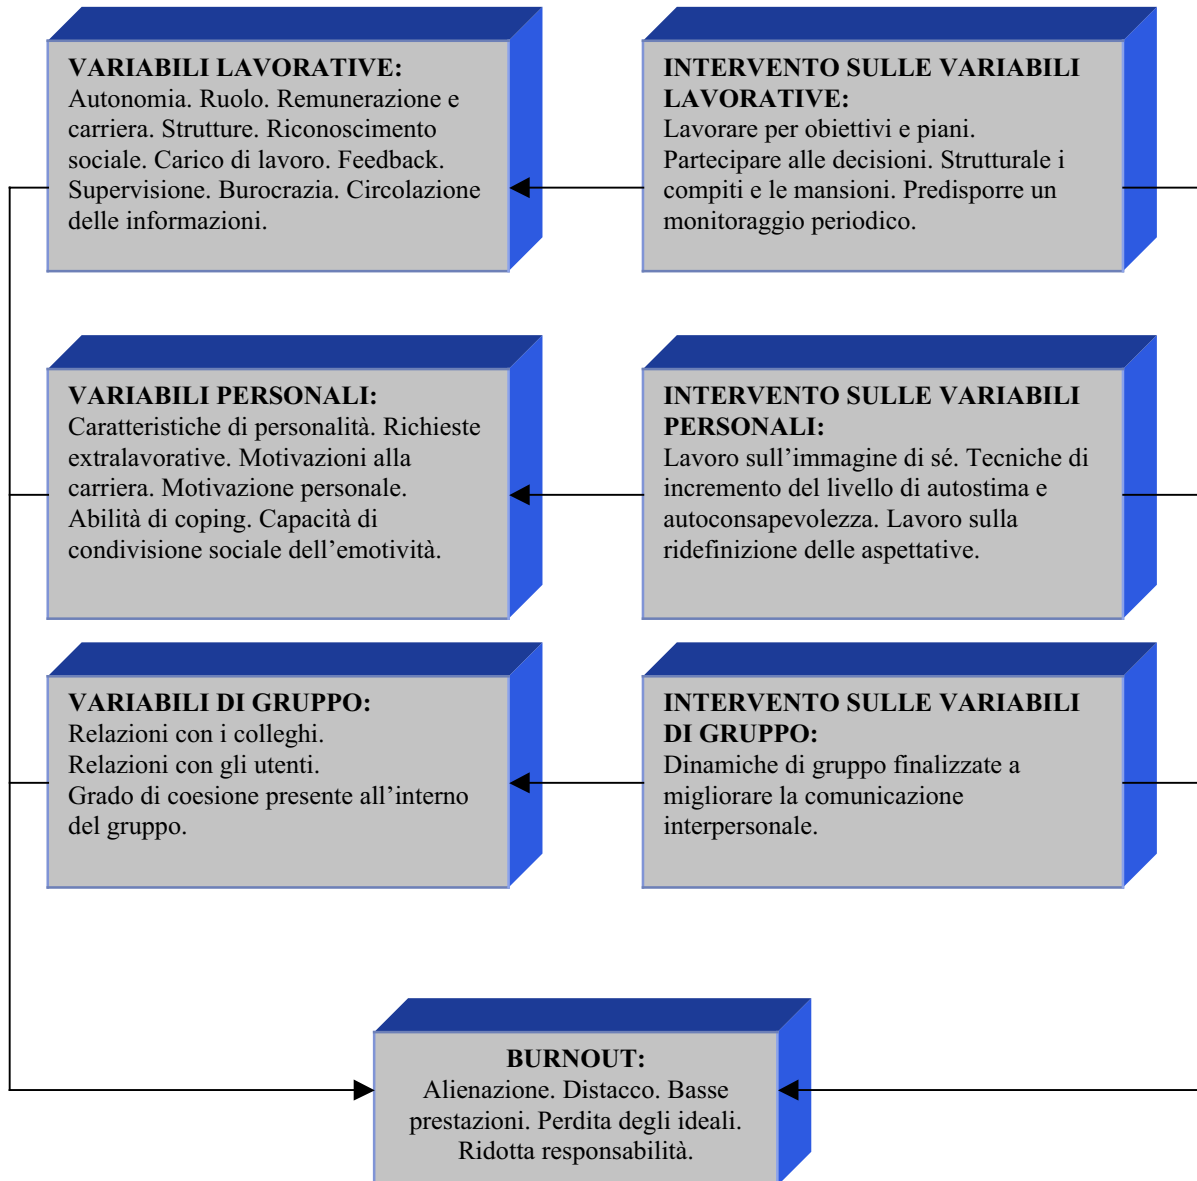 VARIABILI LAVORATIVE:
Autonomia. Ruolo. Remunerazione e
carriera. Strutture. Riconoscimento
sociale. Carico di lavoro. Feedback.
Supervisione. Burocrazia. Circolazione
delle informazioni.
INTERVENTO SULLE VARIABILI
LAVORATIVE:
Lavorare per obiettivi e piani.
Partecipare alle decisioni. Strutturale i
compiti e le mansioni. Predisporre un
monitoraggio periodico.
VARIABILI PERSONALI:
Caratteristiche di personalità. Richieste
extralavorative. Motivazioni alla
carriera. Motivazione personale.
Abilità di coping. Capacità di
condivisione sociale dell’emotività.
INTERVENTO SULLE VARIABILI
PERSONALI:
Lavoro sull’immagine di sé. Tecniche di
incremento del livello di autostima e
autoconsapevolezza. Lavoro sulla
ridefinizione delle aspettative.
VARIABILI DI GRUPPO:
Relazioni con i colleghi.
Relazioni con gli utenti.
Grado di coesione presente all’interno
del gruppo.
INTERVENTO SULLE VARIABILI
DI GRUPPO:
Dinamiche di gruppo finalizzate a
migliorare la comunicazione
interpersonale.
BURNOUT:
Alienazione. Distacco. Basse
prestazioni. Perdita degli ideali.
Ridotta responsabilità.